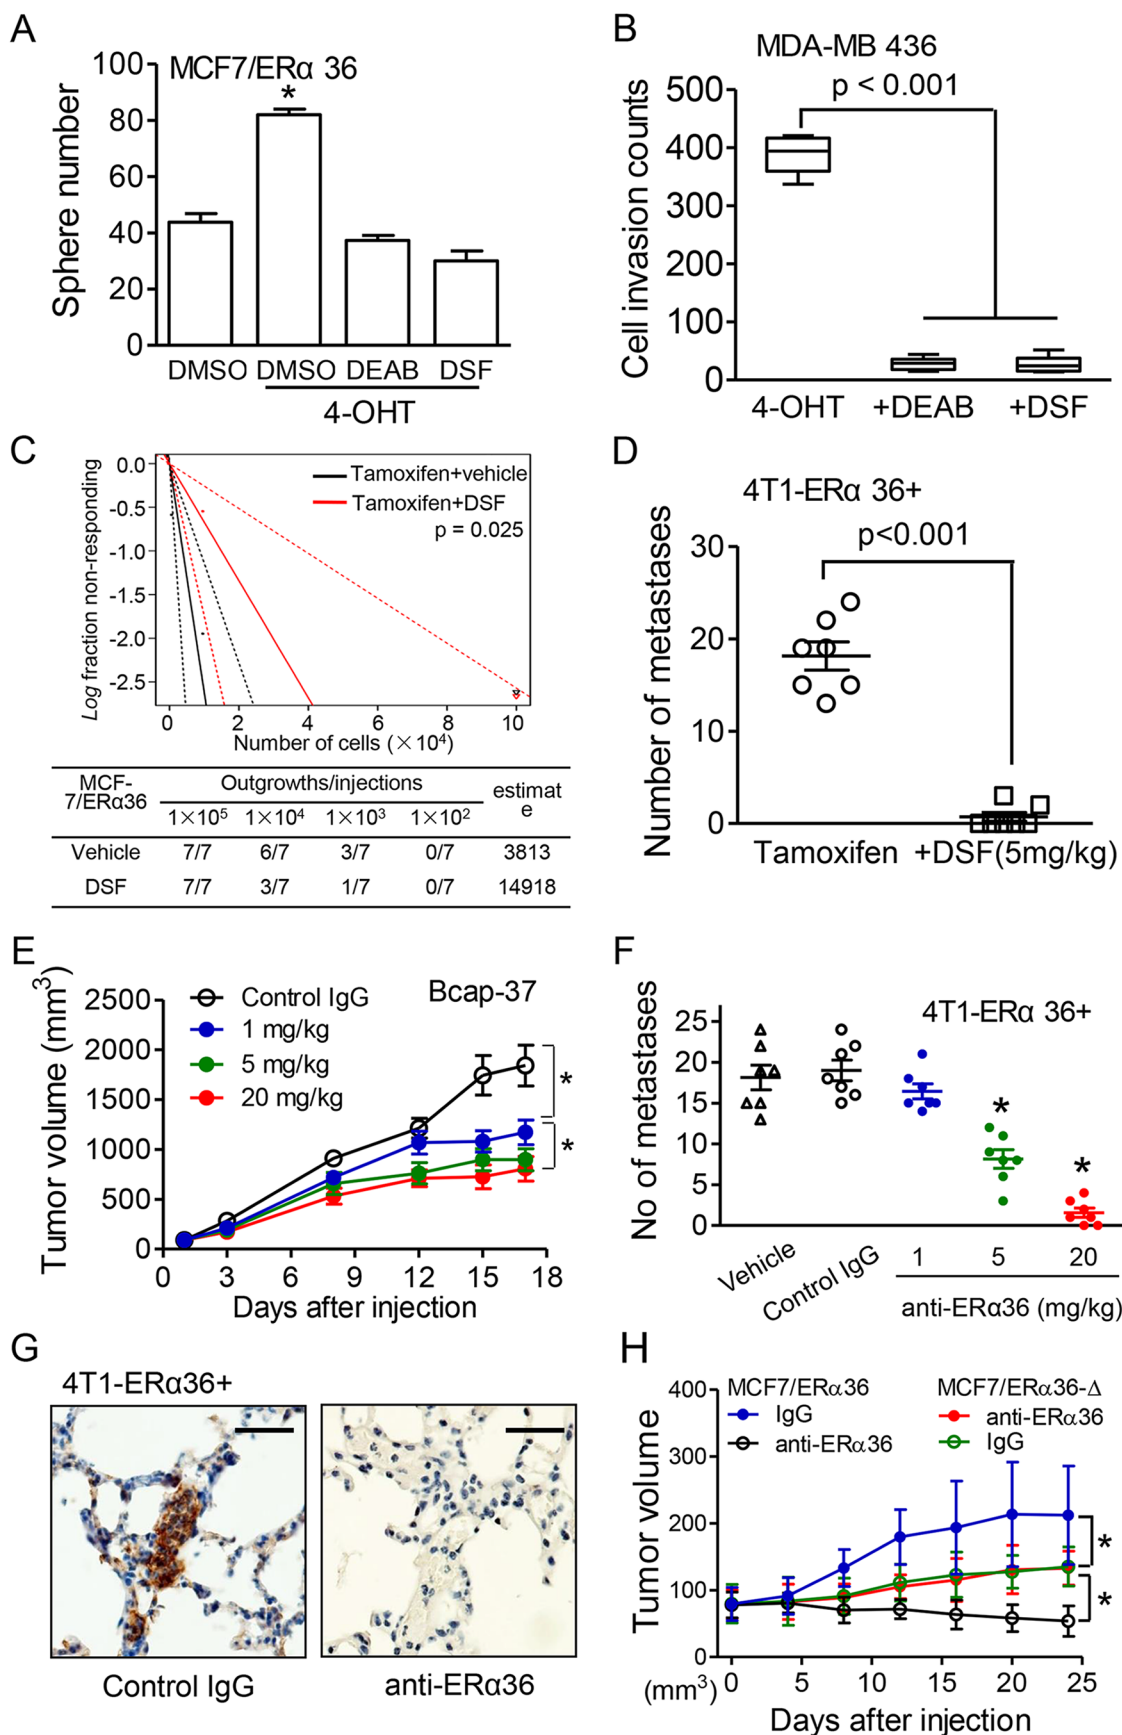 A
MCF7/ERα 36
*
Sphere number
100
80
60
40
20
0
DMSO DMSO DEAB DSF
4-OHT
B
MDA-MB 436
p < 0.001
Cell invasion counts
500
400
300
200
100
0
4-OHT +DEAB +DSF
C
Log fraction non-responding
0.0
-0.5
-1.0
-1.5
-2.0
-2.5
Tamoxifen+vehicle
Tamoxifen+DSF
p = 0.025
0 2 4 6 8 10
Number of cells (×10⁴)
MCF-
7/ERα36
Outgrowths/injections
estimat
e
1×10⁵ 1×10⁴ 1×10³ 1×10²
Vehicle 7/7 6/7 3/7 0/7 3813
DSF 7/7 3/7 1/7 0/7 14918
D
4T1-ERα 36+
p<0.001
Number of metastases
30
20
10
0
Tamoxifen +DSF(5mg/kg)
E
Bcap-37
Tumor volume (mm³)
2500
2000
1500
1000
500
0
Control IgG
1 mg/kg
5 mg/kg
20 mg/kg
*
*
0 3 6 9 12 15 18
Days after injection
F
4T1-ERα 36+
No of metastases
25
20
15
10
5
0
*
*
Vehicle
Control IgG
1 5 20
anti-ERα36 (mg/kg)
G
4T1-ERα36+
Control IgG
anti-ERα36
H
Tumor volume
(mm³)
400
300
200
100
0
MCF7/ERα36
IgG
anti-ERα36
MCF7/ERα36-Δ
anti-ERα36
IgG
*
*
0 5 10 15 20 25
Days after injection